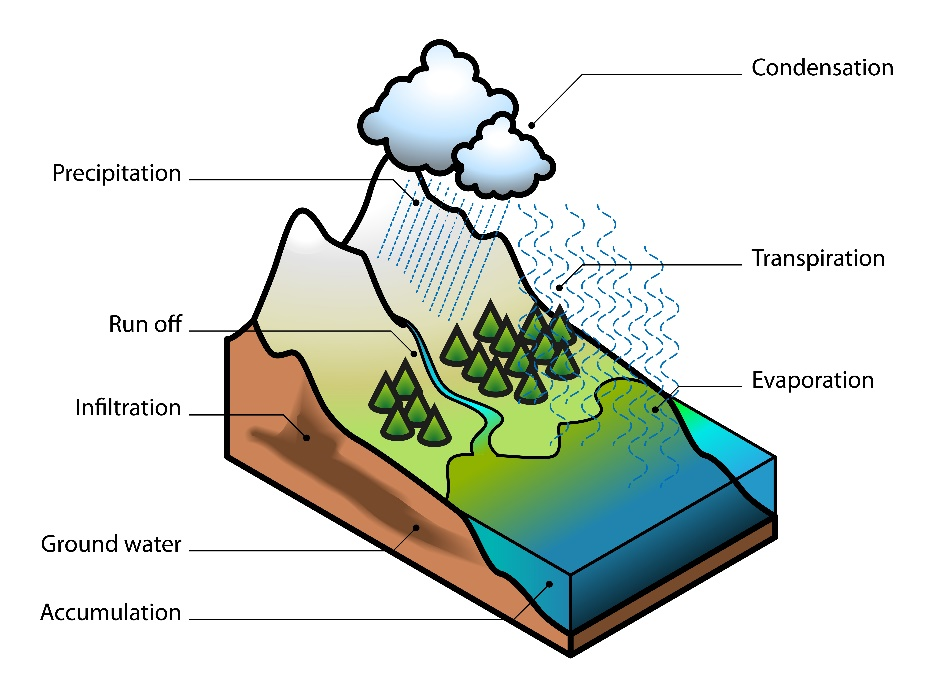 Condensation
Precipitation
Transpiration
Run off
Evaporation
Infiltration
Ground water
Accumulation